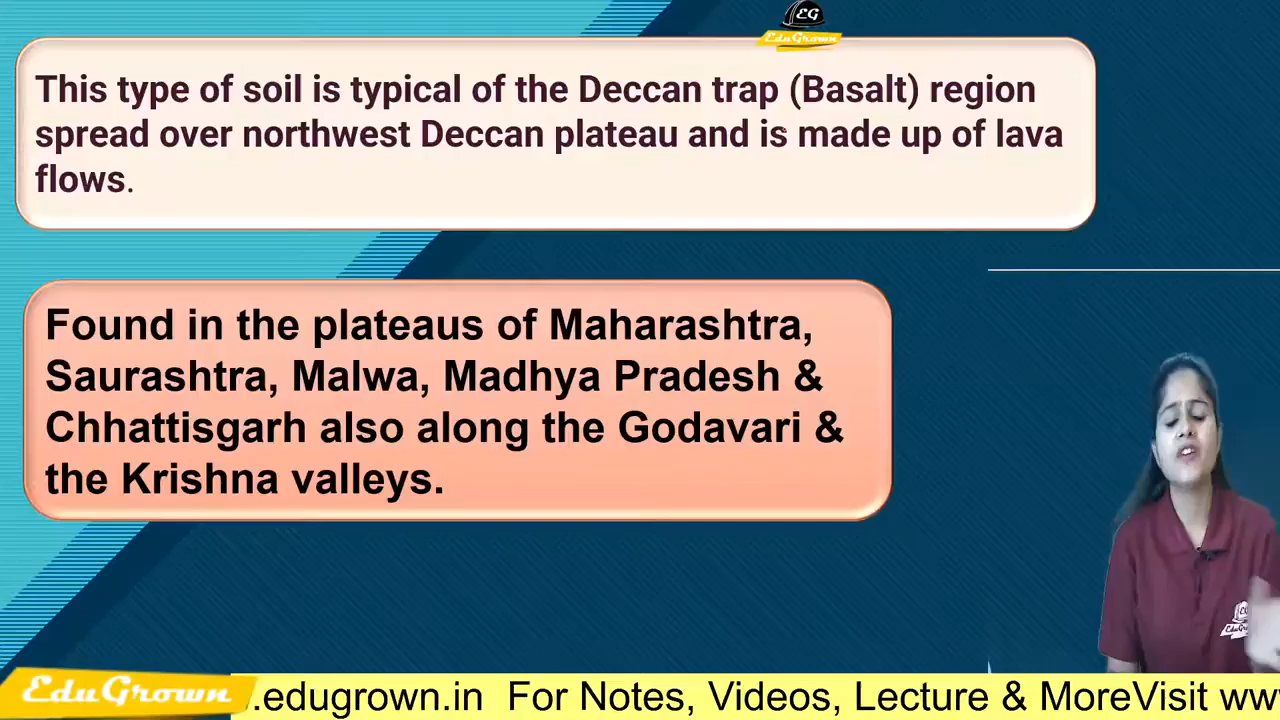 EG
EduGrown
This type of soil is typical of the Deccan trap (Basalt) region
spread over northwest Deccan plateau and is made up of lava
flows.
Found in the plateaus of Maharashtra,
Saurashtra, Malwa, Madhya Pradesh &
Chhattisgarh also along the Godavari &
the Krishna valleys.
EduGrown
.edugrown.in For Notes, Videos, Lecture & MoreVisit ww